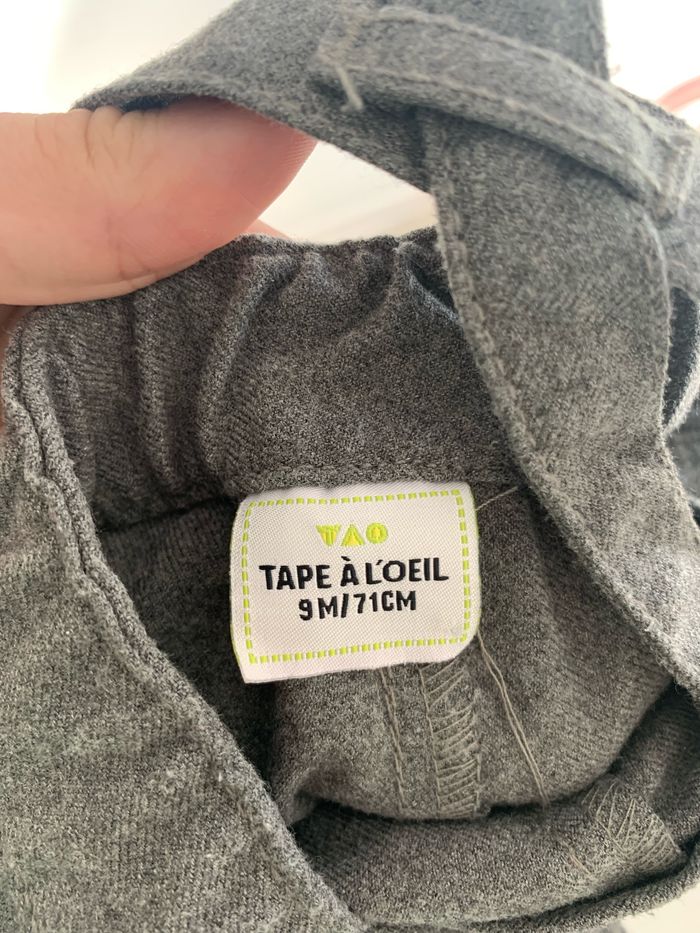 TAO
TAPE À L'OEIL
9M/71CM